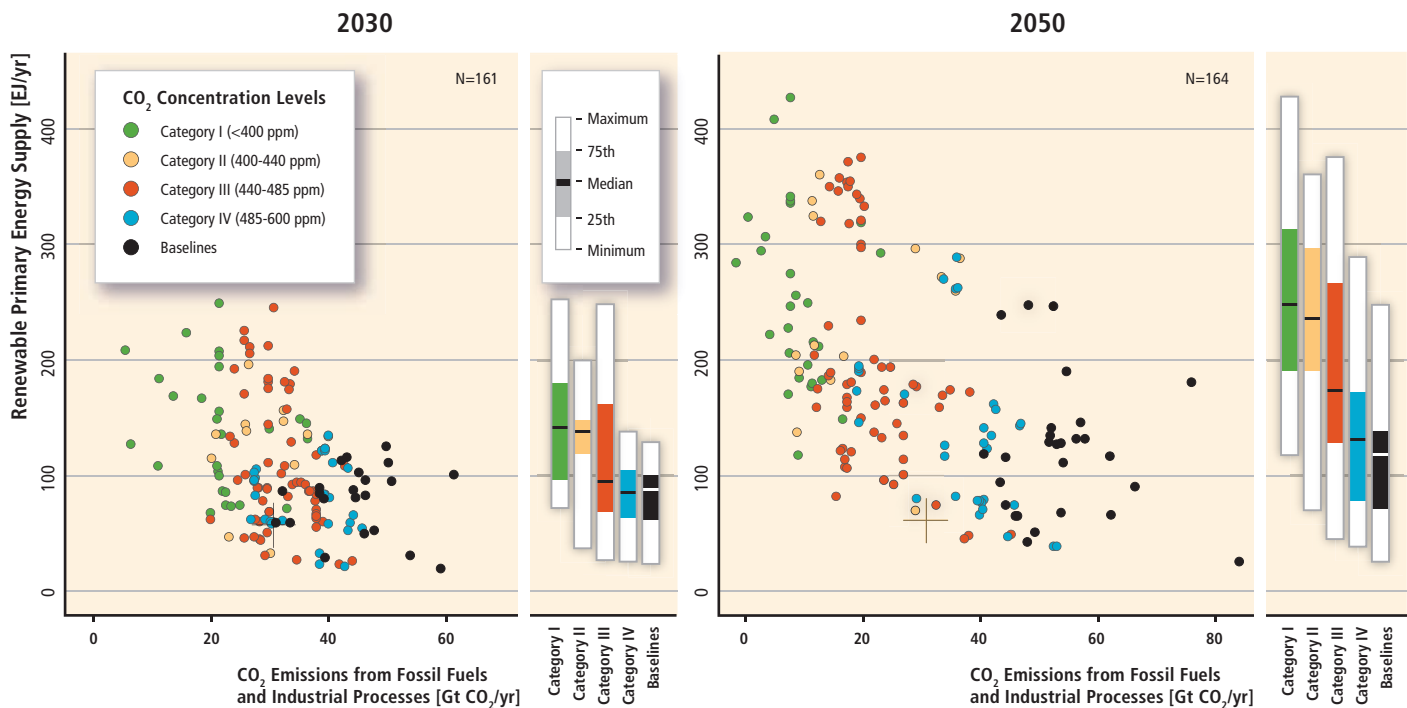 2030
2050
Renewable Primary Energy Supply [EJ/yr]
CO2 Concentration Levels
Category I (<400 ppm)
Category II (400-440 ppm)
Category III (440-485 ppm)
Category IV (485-600 ppm)
Baselines
N=161
Maximum
75th
Median
25th
Minimum
N=164
400
300
200
100
0
400
300
200
100
0
0
20
40
60
CO2 Emissions from Fossil Fuels
and Industrial Processes [Gt CO2/yr]
Category I
Category II
Category III
Category IV
Baselines
0
20
40
60
80
CO2 Emissions from Fossil Fuels
and Industrial Processes [Gt CO2/yr]
Category I
Category II
Category III
Category IV
Baselines